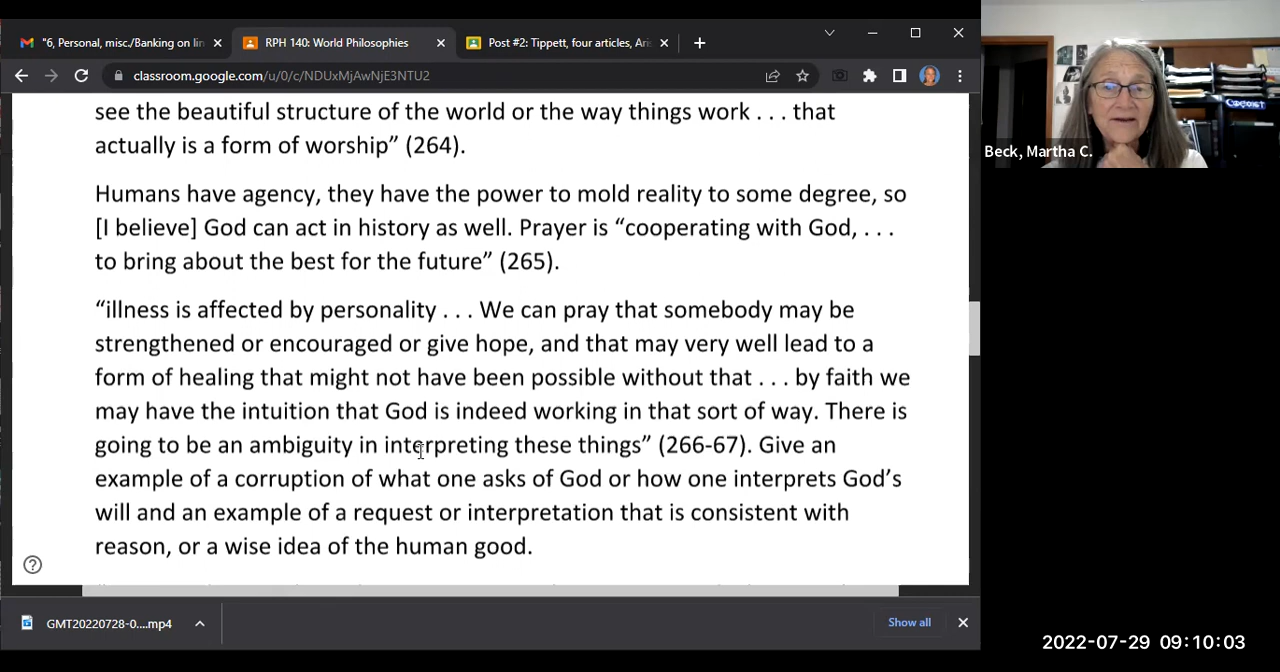 "6, Personal, misc./Banking on lin
RPH 140: World Philosophies
Post #2: Tippett, four articles, Ari
classroom.google.com/u/0/c/NDUxMjAwNjE3NTU2
see the beautiful structure of the world or the way things work . . . that
actually is a form of worship” (264).
Humans have agency, they have the power to mold reality to some degree, so
[I believe] God can act in history as well. Prayer is “cooperating with God, . . .
to bring about the best for the future” (265).
“illness is affected by personality . . . We can pray that somebody may be
strengthened or encouraged or give hope, and that may very well lead to a
form of healing that might not have been possible without that . . . by faith we
may have the intuition that God is indeed working in that sort of way. There is
going to be an ambiguity in interpreting these things” (266-67). Give an
example of a corruption of what one asks of God or how one interprets God’s
will and an example of a request or interpretation that is consistent with
reason, or a wise idea of the human good.
GMT20220728-0....mp4
Show all
Beck, Martha C.
2022-07-29 09:10:03